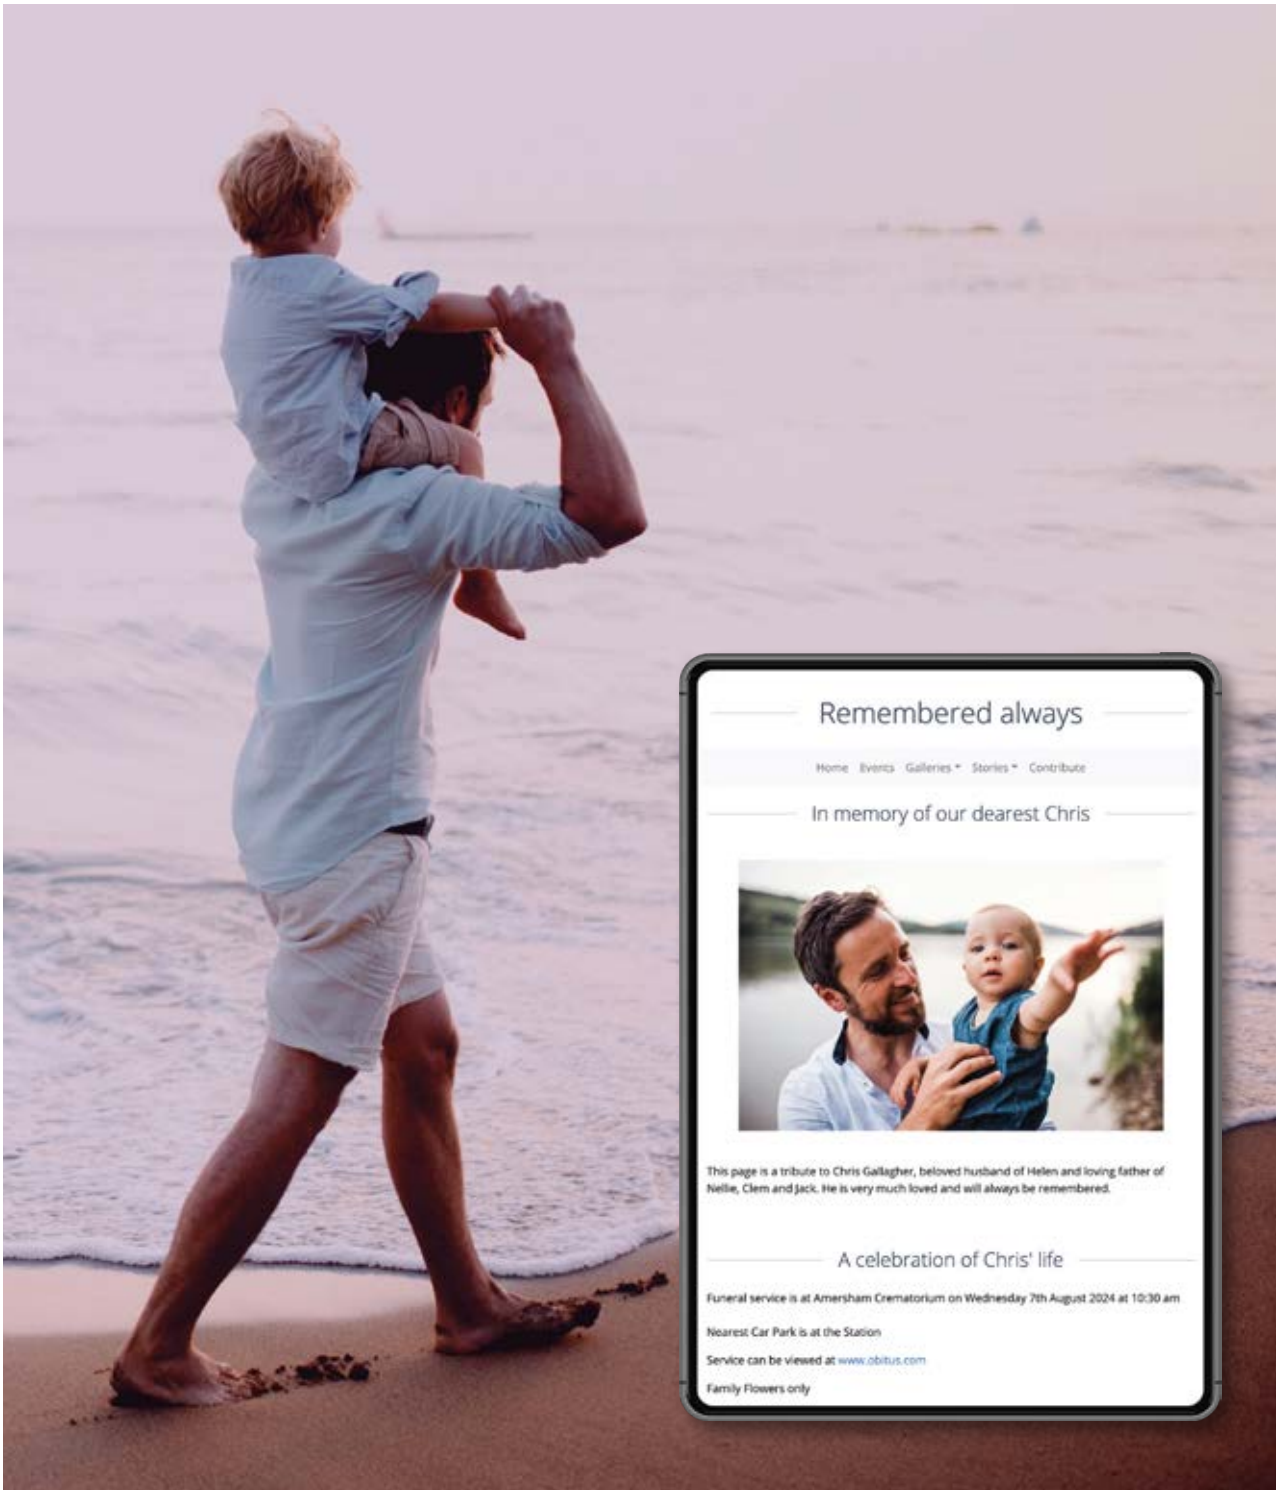 Remembered always
Home Events Galleries Stories Contribute
In memory of our dearest Chris
This page is a tribute to Chris Gallagher, beloved husband of Helen and loving father of
Nellie, Clem and Jack. He is very much loved and will always be remembered.
A celebration of Chris' life
Funeral service is at Amersham Crematorium on Wednesday 7th August 2024 at 10:30 am
Nearest Car Park is at the Station
Service can be viewed at www.obitus.com
Family Flowers only